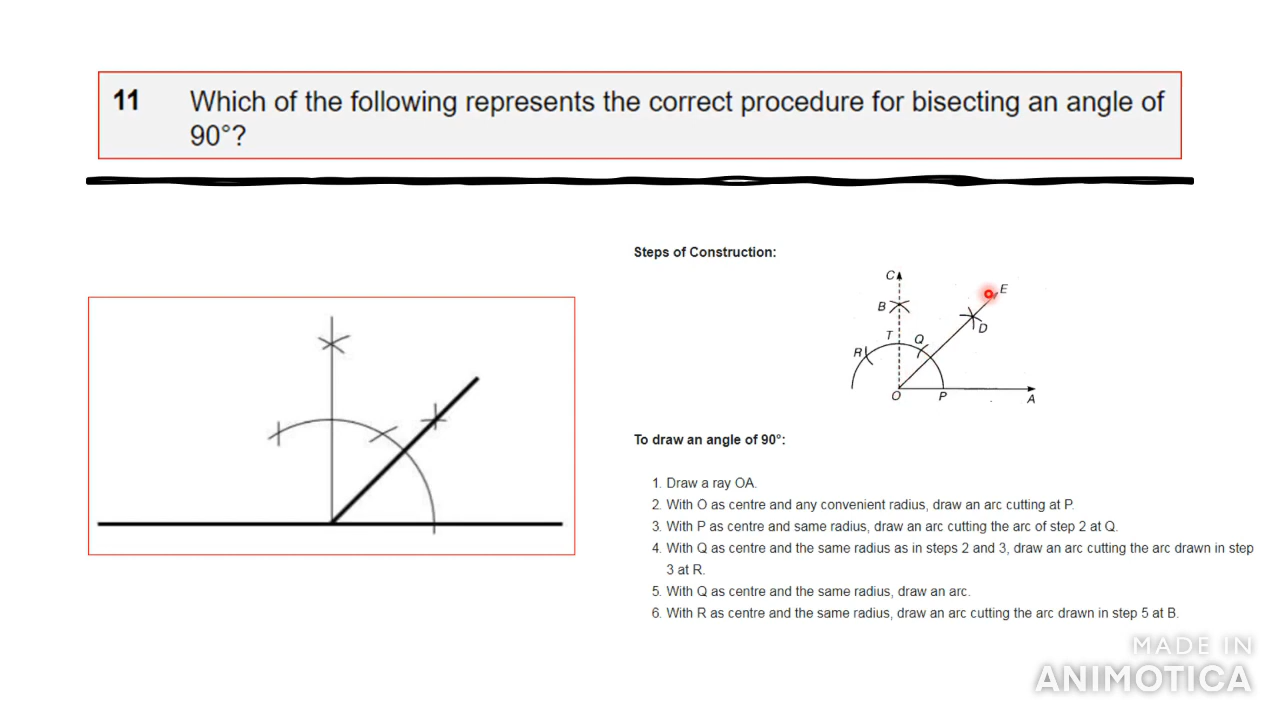 11 Which of the following represents the correct procedure for bisecting an angle of
90°?
Steps of Construction:
C
E
B
D
T
Q
R
O
P
A
To draw an angle of 90°:
1. Draw a ray OA.
2. With O as centre and any convenient radius, draw an arc cutting at P.
3. With P as centre and same radius, draw an arc cutting the arc of step 2 at Q.
4. With Q as centre and the same radius as in steps 2 and 3, draw an arc cutting the arc drawn in step
3 at R.
5. With Q as centre and the same radius, draw an arc.
6. With R as centre and the same radius, draw an arc cutting the arc drawn in step 5 at B.
MADE IN
ANIMOTICA